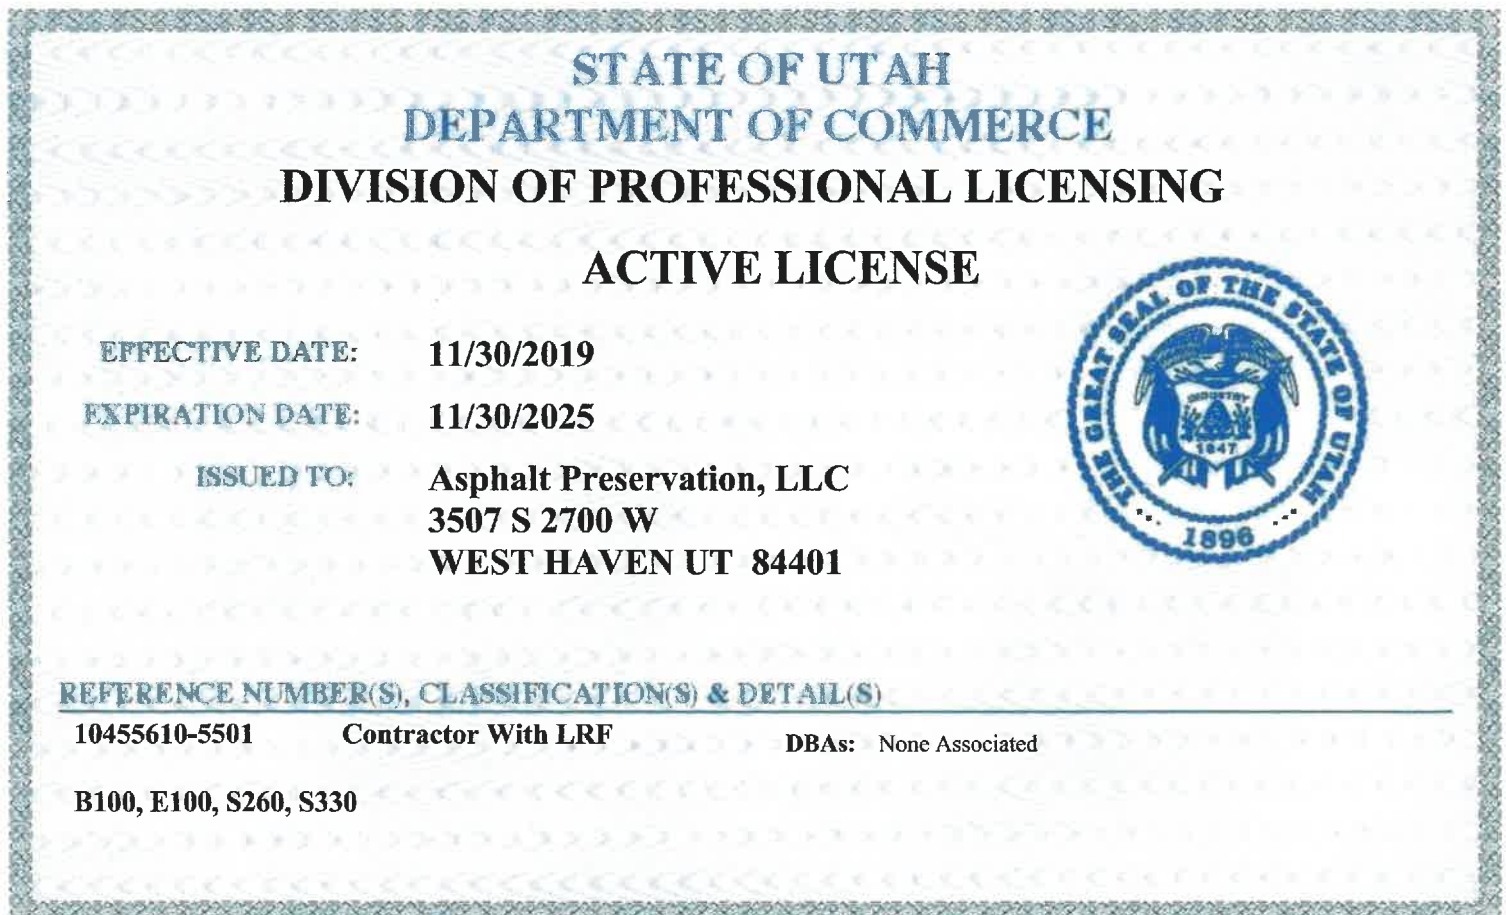 STATE OF UTAH
DEPARTMENT OF COMMERCE
DIVISION OF PROFESSIONAL LICENSING
ACTIVE LICENSE
EFFECTIVE DATE: 11/30/2019
EXPIRATION DATE: 11/30/2025
ISSUED TO: Asphalt Preservation, LLC
3507 S 2700 W
WEST HAVEN UT 84401
THE GREAT SEAL OF THE STATE OF UTAH
INDUSTRY
1847
1896
REFERENCE NUMBER(S), CLASSIFICATION(S) & DETAIL(S)
10455610-5501 Contractor With LRF DBAs: None Associated
B100, E100, S260, S330